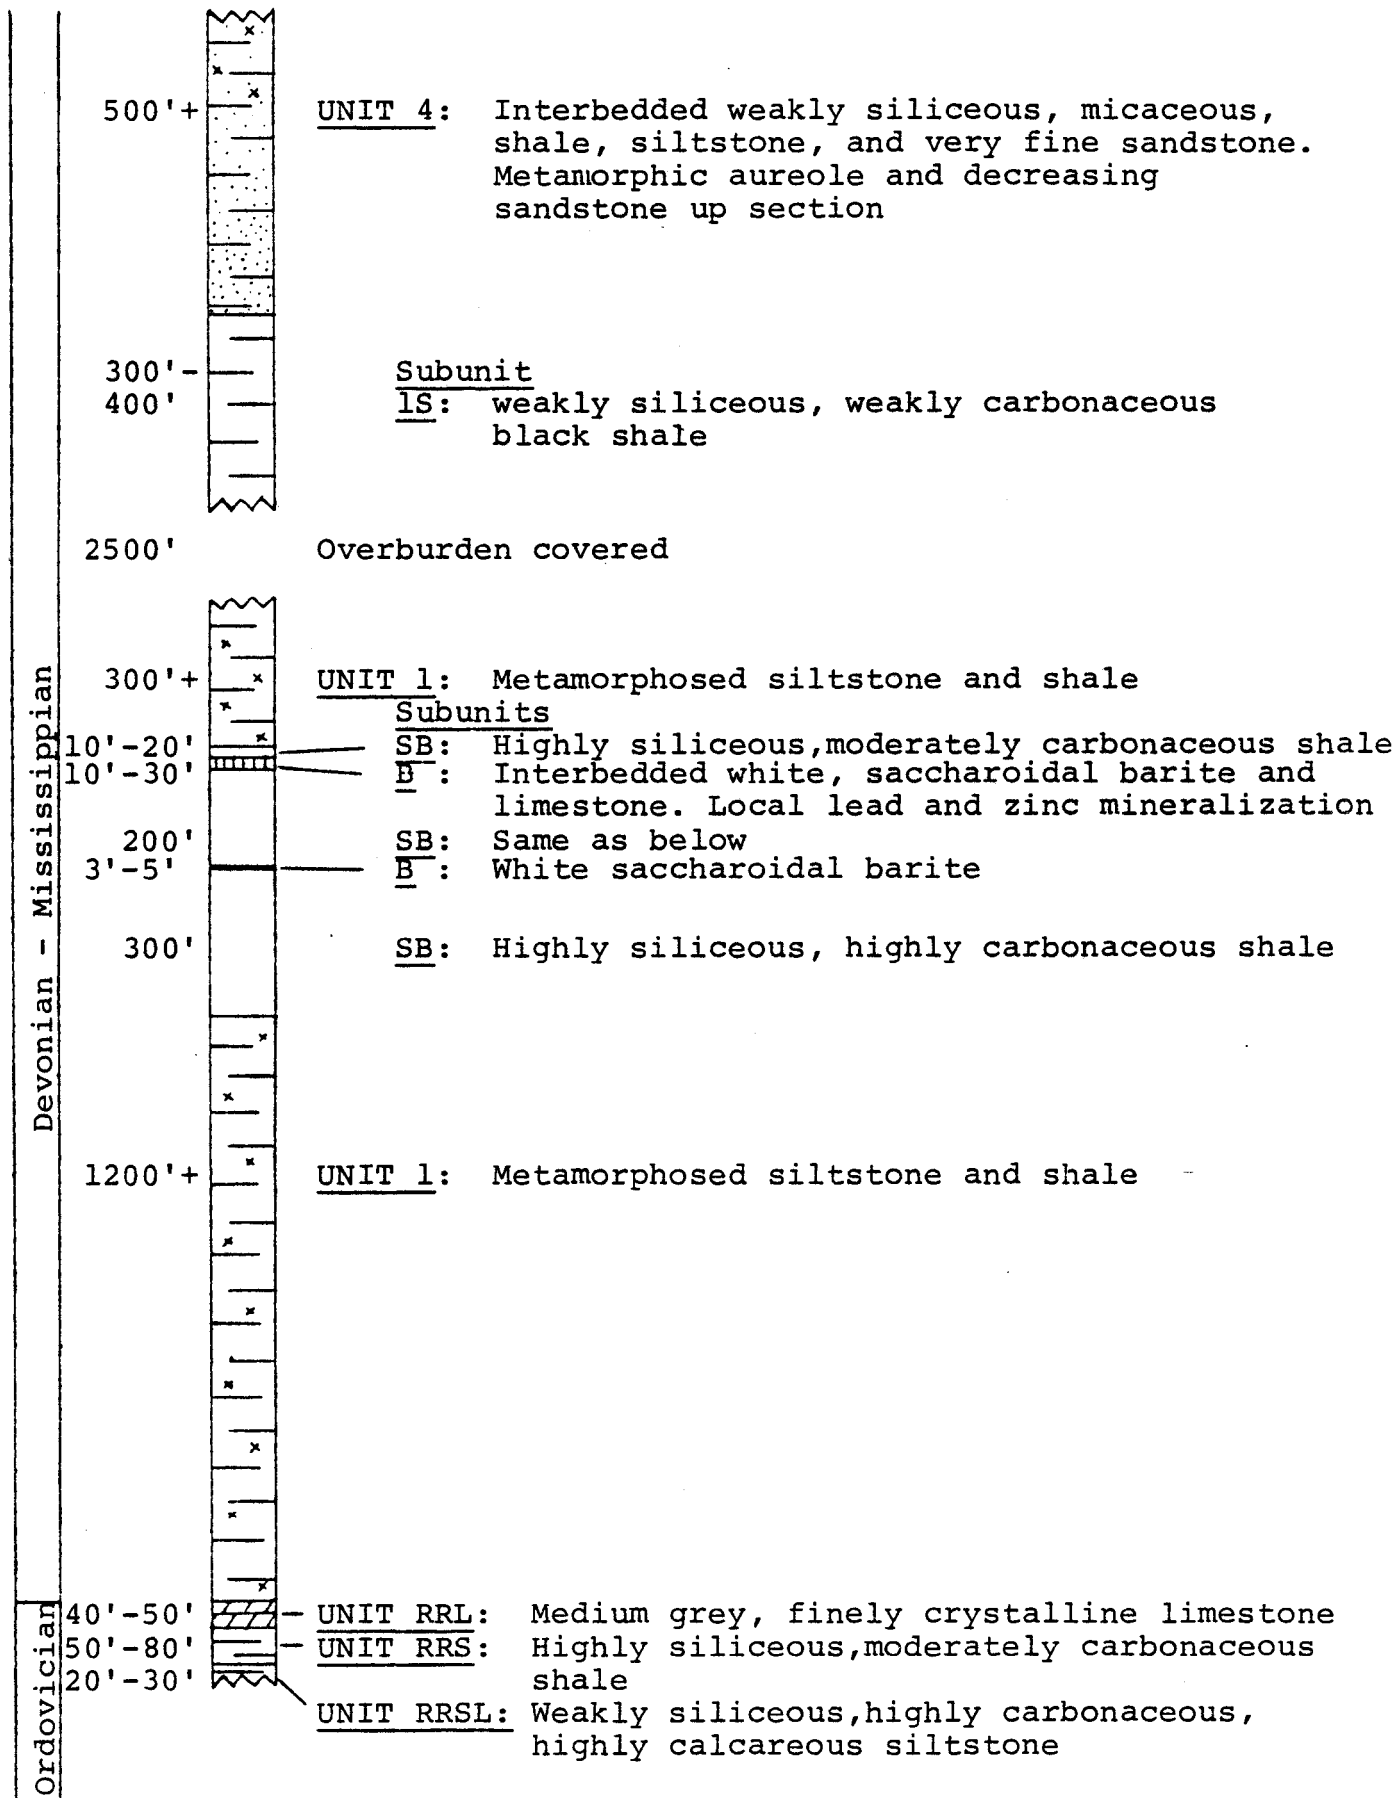 500'+ UNIT 4: Interbedded weakly siliceous, micaceous,
shale, siltstone, and very fine sandstone.
Metamorphic aureole and decreasing
sandstone up section
300'- Subunit
400' 1S: weakly siliceous, weakly carbonaceous
black shale
2500' Overburden covered
300'+ UNIT 1: Metamorphosed siltstone and shale
Subunits
10'-20' SB: Highly siliceous,moderately carbonaceous shale
10'-30' B : Interbedded white, saccharoidal barite and
limestone. Local lead and zinc mineralization
200' SB: Same as below
3'-5' B : White saccharoidal barite
300' SB: Highly siliceous, highly carbonaceous shale
Devonian - Mississippian
1200'+ UNIT 1: Metamorphosed siltstone and shale
40'-50' UNIT RRL: Medium grey, finely crystalline limestone
50'-80' UNIT RRS: Highly siliceous,moderately carbonaceous
20'-30' shale
UNIT RRSL: Weakly siliceous,highly carbonaceous,
highly calcareous siltstone
Ordovician